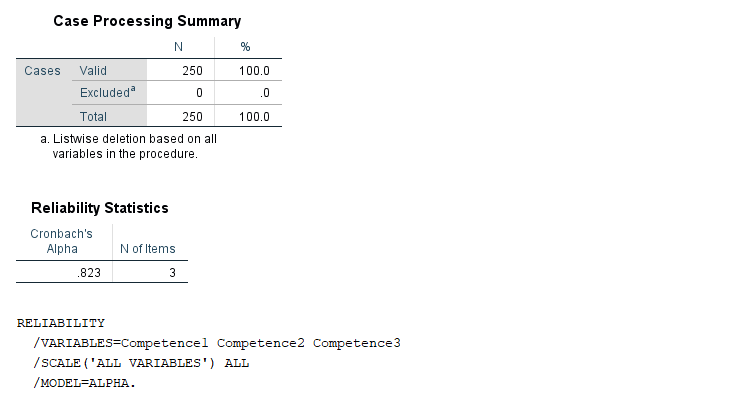 Case Processing Summary
N %
Cases Valid 250 100.0
Excludedª 0 .0
Total 250 100.0
a. Listwise deletion based on all
variables in the procedure.
Reliability Statistics
Cronbach's
Alpha N of Items
.823 3
RELIABILITY
/VARIABLES=Competence1 Competence2 Competence3
/SCALE('ALL VARIABLES') ALL
/MODEL=ALPHA.